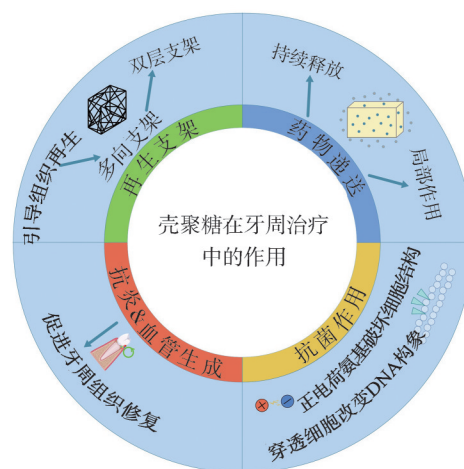 壳聚糖在牙周治疗
中的作用
再生支架
引导组织再生
多向支架
双层支架
药物递送
持续释放
局部作用
抗菌作用
正电荷氨基破坏细胞结构
穿透细胞改变DNA构象
抗炎&血管生成
促进牙周组织修复